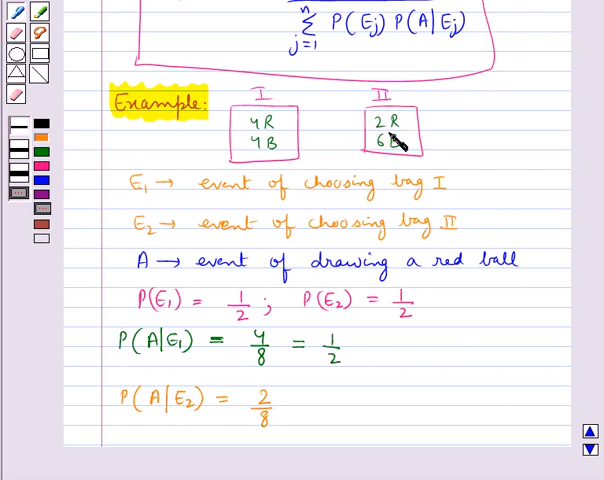 n
Σ P(Ej) P(A|Ej)
j=1
Example:
I II
4R 2R
4B 6
E1 → event of choosing bag I
E2 → event of choosing bag II
A → event of drawing a red ball
P(E1) = 1/2 ; P(E2) = 1/2
P(A|E1) = 4/8 = 1/2
P(A|E2) = 2/8